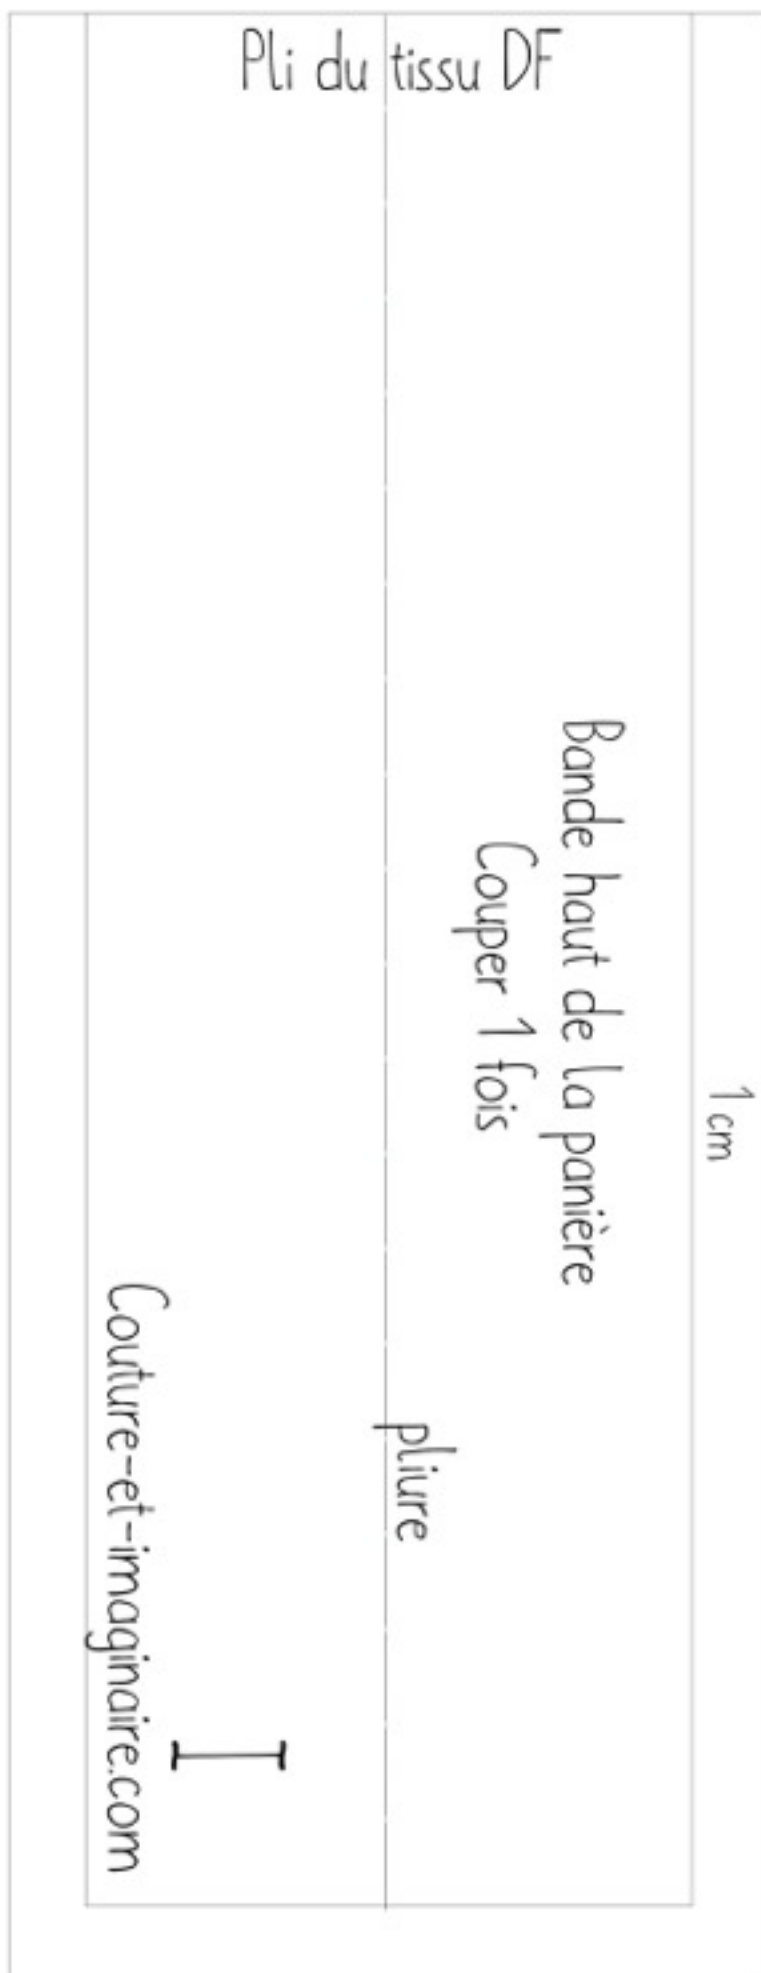 Pli du tissu DF
Bande haut de la panière
Couper 1 fois
1 cm
pliure
Couture-et-imaginaire.com